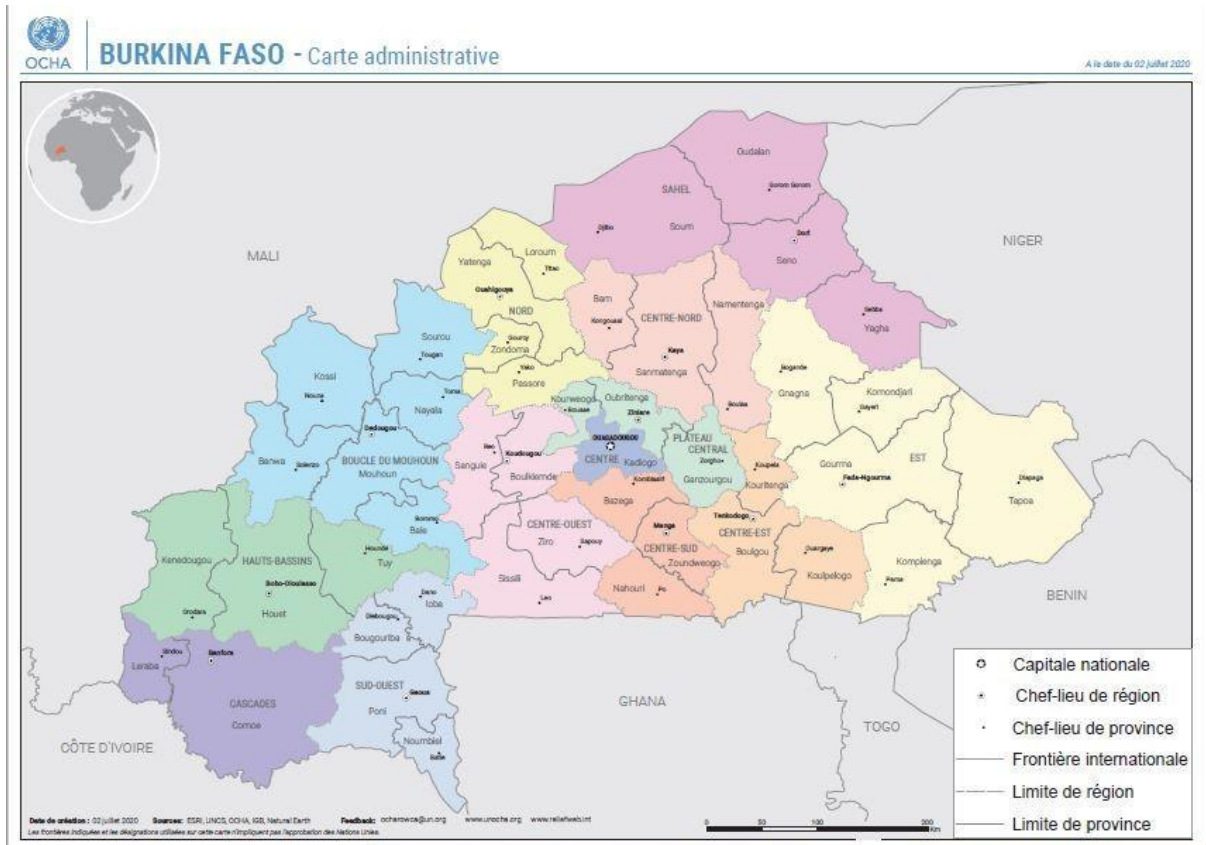 OCHA
BURKINA FASO - Carte administrative
A la date du 02 juillet 2020
Oudalan
Gorom Gorom
SAHEL
Djibo
Soum
Dori
Seno
NIGER
MALI
Loroum
Yatenga
Titao
Ouahigouya
NORD
Bam
Kongoussi
CENTRE-NORD
Namentenga
Sebba
Yagha
Sourou
Tougan
Gourcy
Zondoma
Kaya
Sanmatenga
Yako
Passore
Bogande
Gnagna
Komondjari
Gayeri
Kossi
Nouna
Toma
Nayala
Kourweogo
Oubritenga
Bousse
Ziniare
Boulsa
Dedougou
Reo
Koudougou
OUAGADOUGOU
PLATEAU
CENTRAL
Banwa
Solenzo
BOUCLE DU MOUHOUN
Mouhoun
Sanguie
Boulkiemde
CENTRE
Kadiogo
Zorgho
Ganzourgou
Koupela
Kouritenga
Gourma
EST
Fada-Ngourma
Diapaga
Tapoa
Kombissiri
Bazega
Boromo
Bale
CENTRE-OUEST
Ziro
Sapouy
Manga
CENTRE-SUD
Zoundweogo
Tenkodogo
CENTRE-EST
Boulgou
Ouargaye
Koulpelogo
Kompienga
Pama
Kenedougou
HAUTS-BASSINS
Hounde
Tuy
Bobo-Dioulasso
Houet
Orodara
Sissili
Leo
Nahouri
Po
Dano
Ioba
Diebougou
Bougouriba
BENIN
Sindou
Leraba
Banfora
CASCADES
Comoe
SUD-OUEST
Gaoua
Poni
Noumbiel
Batie
GHANA
TOGO
CÔTE D'IVOIRE
Capitale nationale
Chef-lieu de région
Chef-lieu de province
Frontière internationale
Limite de région
Limite de province
Date de création : 02 juillet 2020 Sources: ESRI, UNCS, OCHA, IGB, Natural Earth Feedback: ocharowca@un.org www.unocha.org www.reliefweb.int
Les frontières indiquées et les désignations utilisées sur cette carte n'impliquent pas l'approbation des Nations Unies.
0 50 100 200
Km